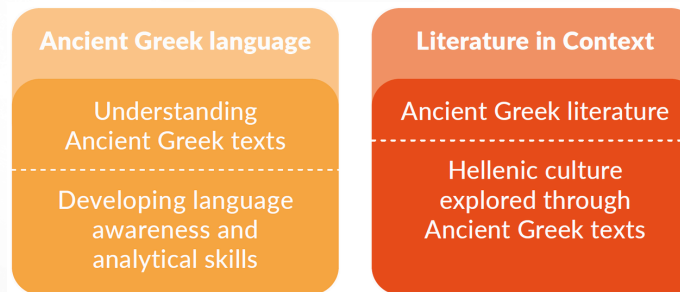 Ancient Greek language
Understanding
Ancient Greek texts
Developing language
awareness and
analytical skills
Literature in Context
Ancient Greek literature
Hellenic culture
explored through
Ancient Greek texts